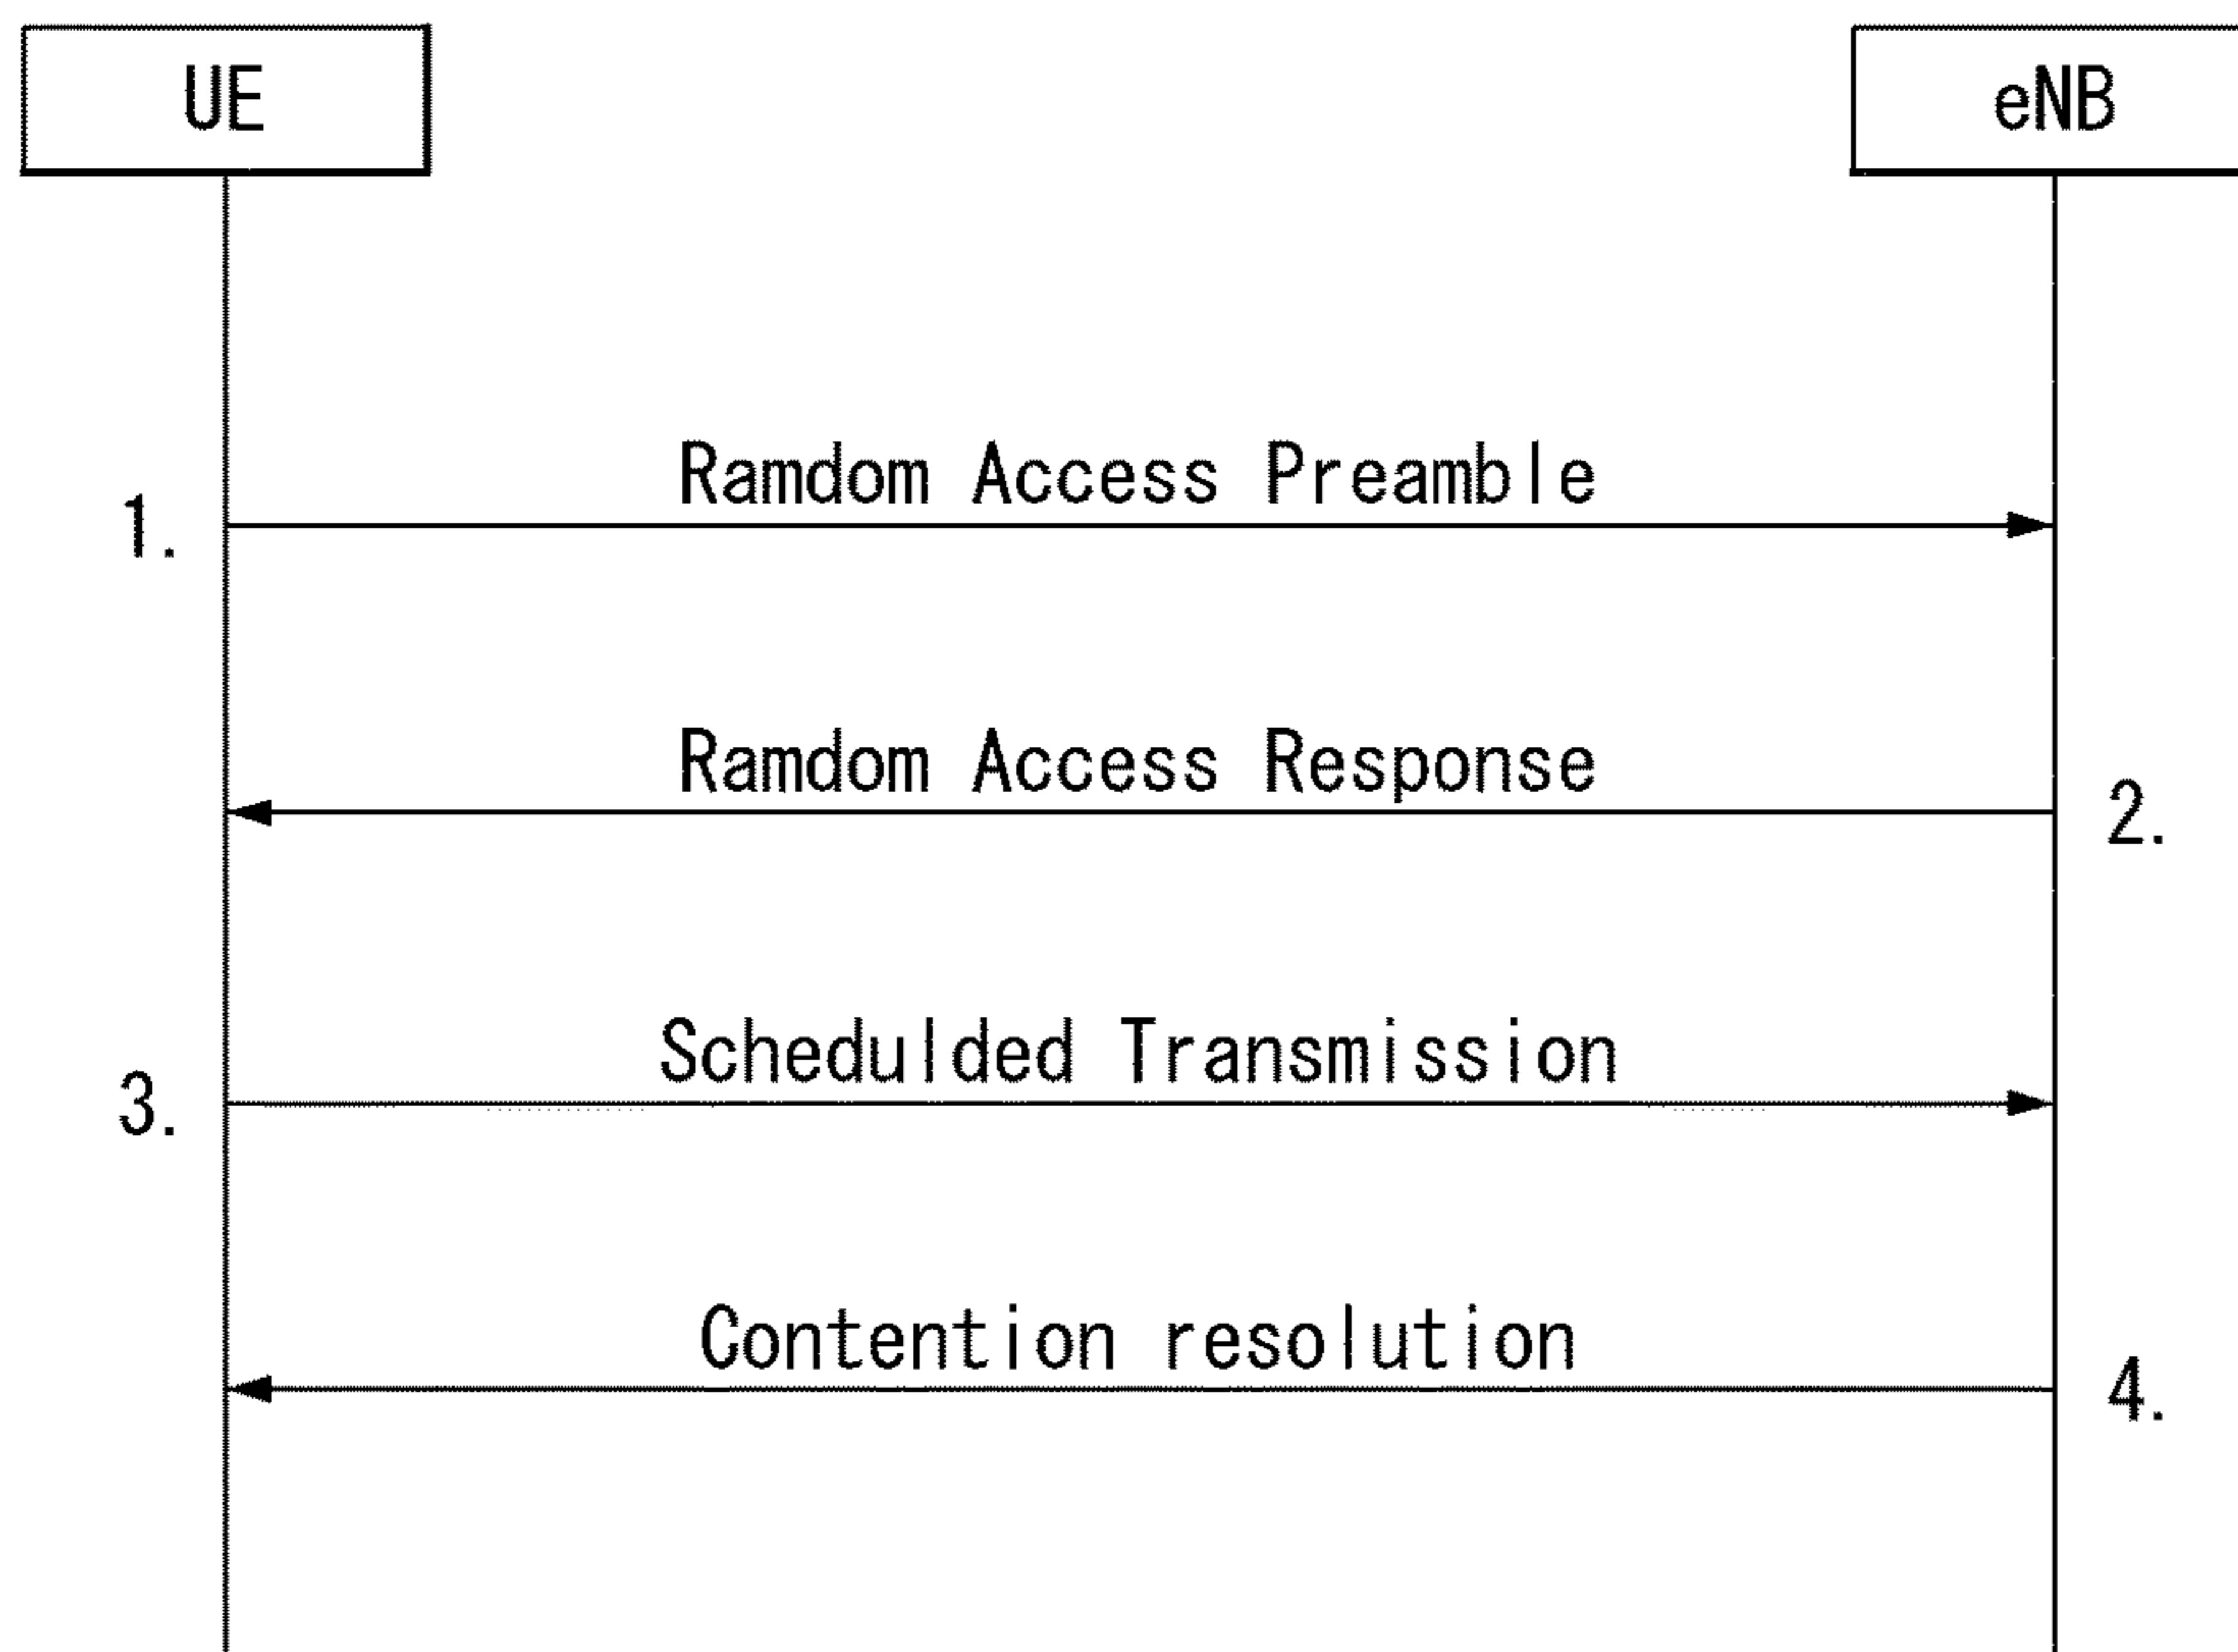 UE
eNB
Ramdom Access Preamble
1.
Ramdom Access Response
2.
Schedulded Transmission
3.
Contention resolution
4.